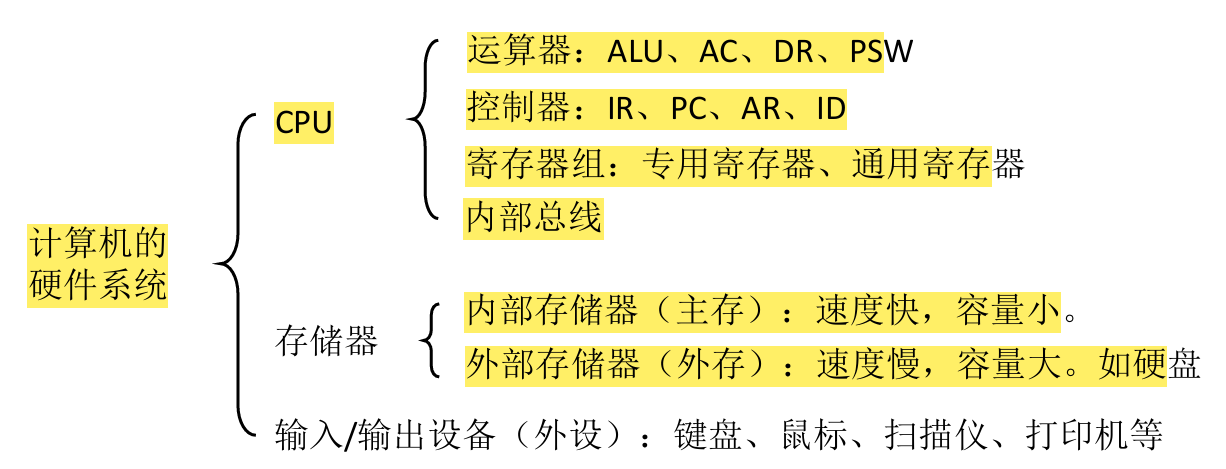 计算机的
硬件系统
CPU
运算器：ALU、AC、DR、PSW
控制器：IR、PC、AR、ID
寄存器组：专用寄存器、通用寄存器
内部总线
存储器
内部存储器（主存）：速度快，容量小。
外部存储器（外存）：速度慢，容量大。如硬盘
输入/输出设备（外设）：键盘、鼠标、扫描仪、打印机等